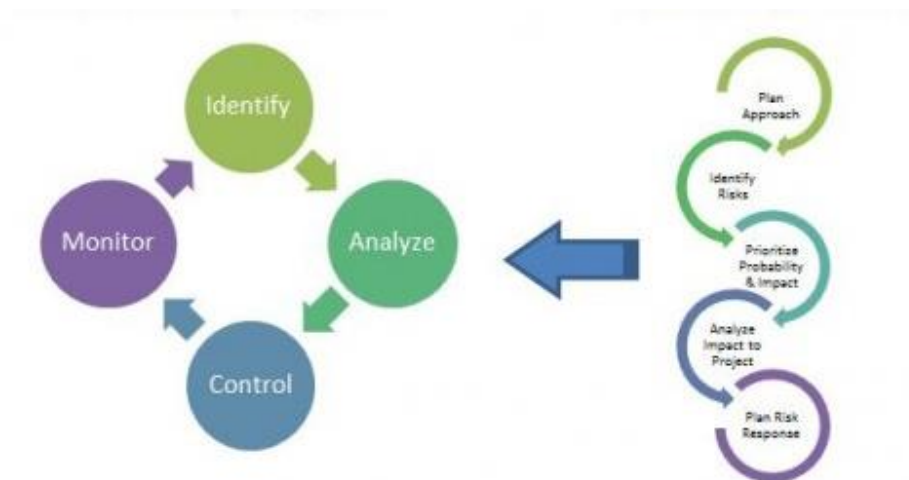 Identify
Monitor
Analyze
Control
Plan
Approach
Identify
Risks
Prioritize
Probability
& Impact
Analyze
Impact to
Project
Plan Risk
Response